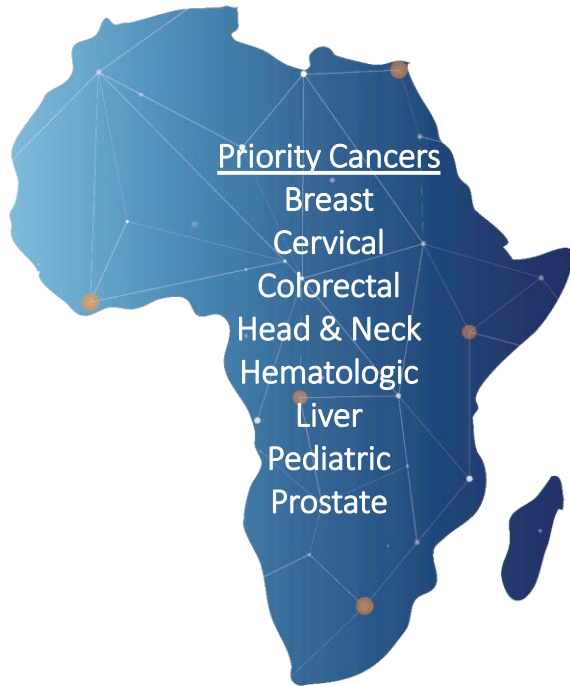 Priority Cancers
Breast
Cervical
Colorectal
Head & Neck
Hematologic
Liver
Pediatric
Prostate